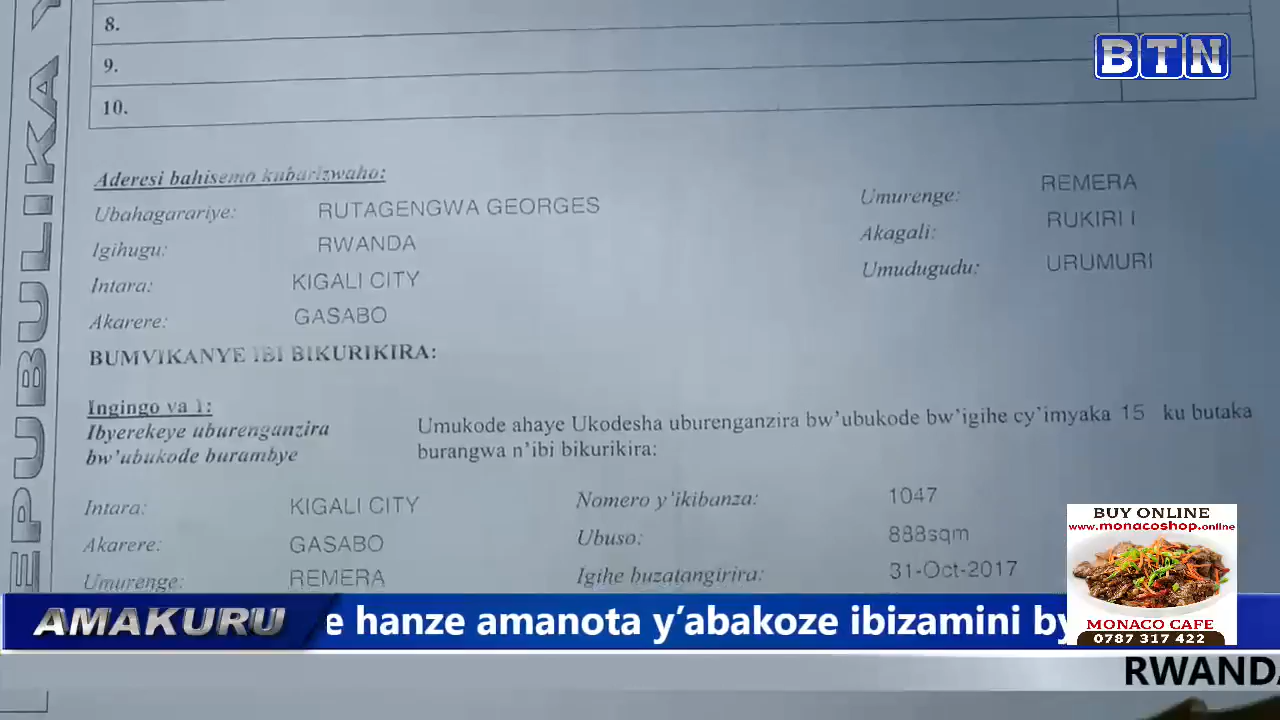 8.
9.
10.
BTN
EPUBULIKA Y
Aderesi bahisemo kubarizwaho:
Ubahagarariye: RUTAGENGWA GEORGES Umurenge: REMERA
Igihugu: RWANDA Akagali: RUKIRI I
Intara: KIGALI CITY Umudugudu: URUMURI
Akarere: GASABO
BUMVIKANYE IBI BIKURIKIRA:
Ingingo ya 1:
Ibyerekeye uburenganzira
bw'ubukode burambye
Umukode ahaye Ukodesha uburenganzira bw'ubukode bw'igihe cy'imyaka 15 ku butaka
burangwa n'ibi bikurikira:
Intara: KIGALI CITY Nomero y'ikibanza: 1047
Akarere: GASABO Ubuso: 888sqm
Umurenge: REMERA Igihe buzatangirira: 31-Oct-2017
BUY ONLINE
www.monacoshop.online
MONACO CAFE
0787 317 422
AMAKURU
e hanze amanota y'abakoze ibizamini by
RWANDA